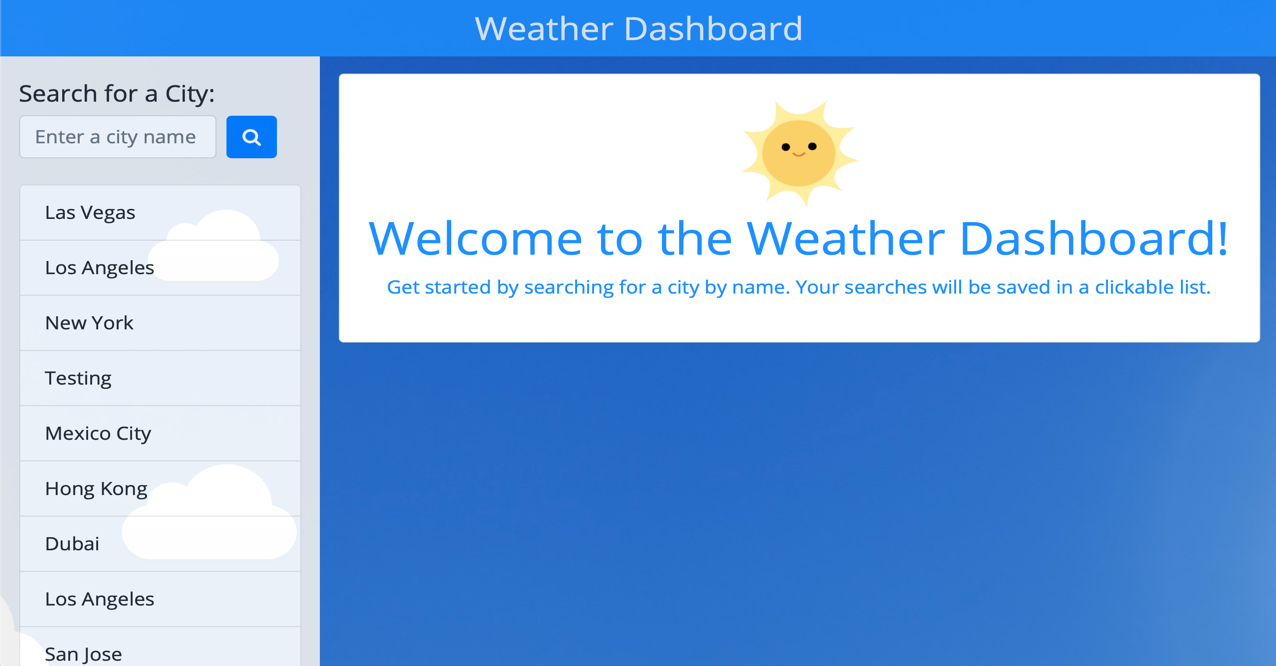 Weather Dashboard
Search for a City:
Enter a city name
Las Vegas
Los Angeles
New York
Testing
Mexico City
Hong Kong
Dubai
Los Angeles
San Jose
Welcome to the Weather Dashboard!
Get started by searching for a city by name. Your searches will be saved in a clickable list.